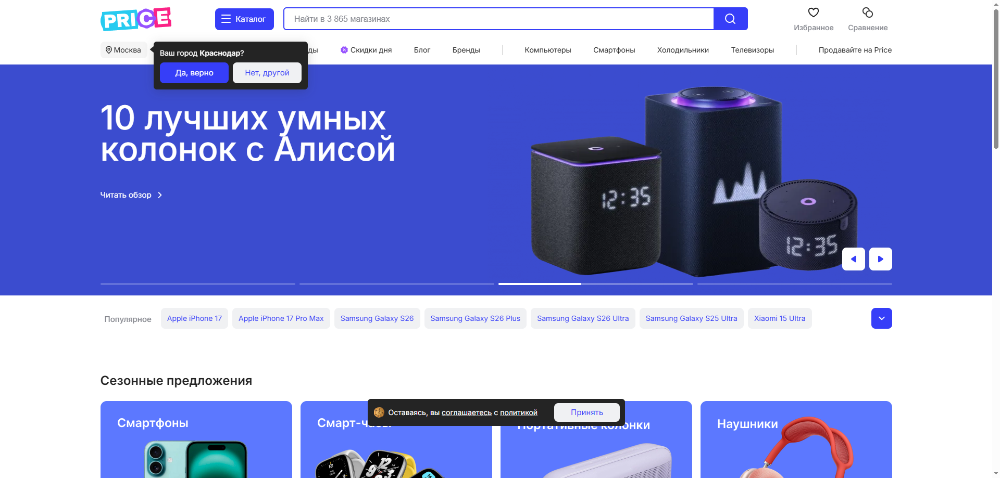 PRICE
Каталог
Найти в 3 865 магазинах
Избранное
Сравнение
Москва
Ваш город Краснодар?
Да, верно
Нет, другой
ды
Скидки дня
Блог
Бренды
Компьютеры
Смартфоны
Холодильники
Телевизоры
Продавайте на Price
10 лучших умных
колонок с Алисой
Читать обзор
12:35
12:35
Популярное
Apple iPhone 17
Apple iPhone 17 Pro Max
Samsung Galaxy S26
Samsung Galaxy S26 Plus
Samsung Galaxy S26 Ultra
Samsung Galaxy S25 Ultra
Xiaomi 15 Ultra
Сезонные предложения
Смартфоны
Смарт-часы
Портативные колонки
Наушники
Оставаясь, вы соглашаетесь с политикой
Принять